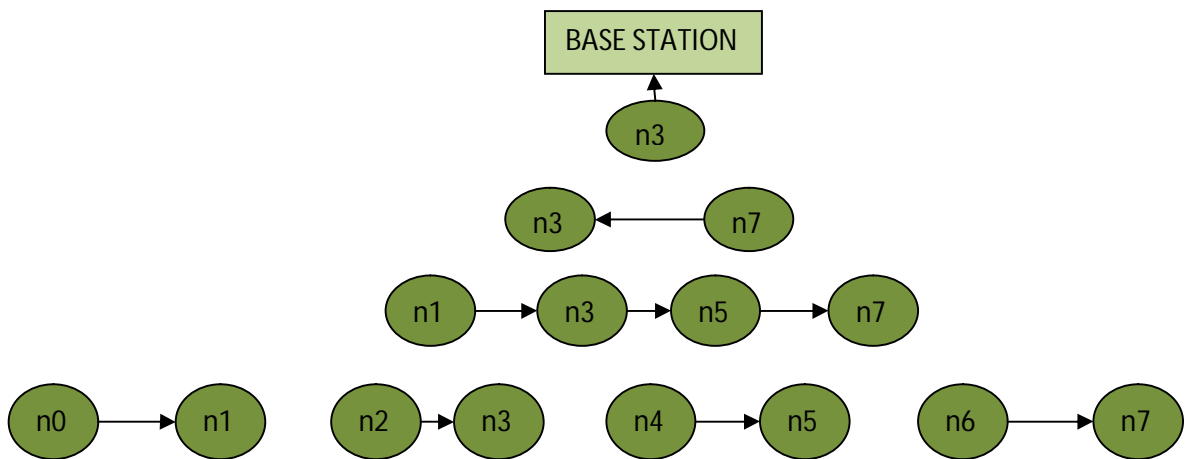 BASE STATION
n3
n3 n7
n1 n3 n5 n7
n0 n1 n2 n3 n4 n5 n6 n7